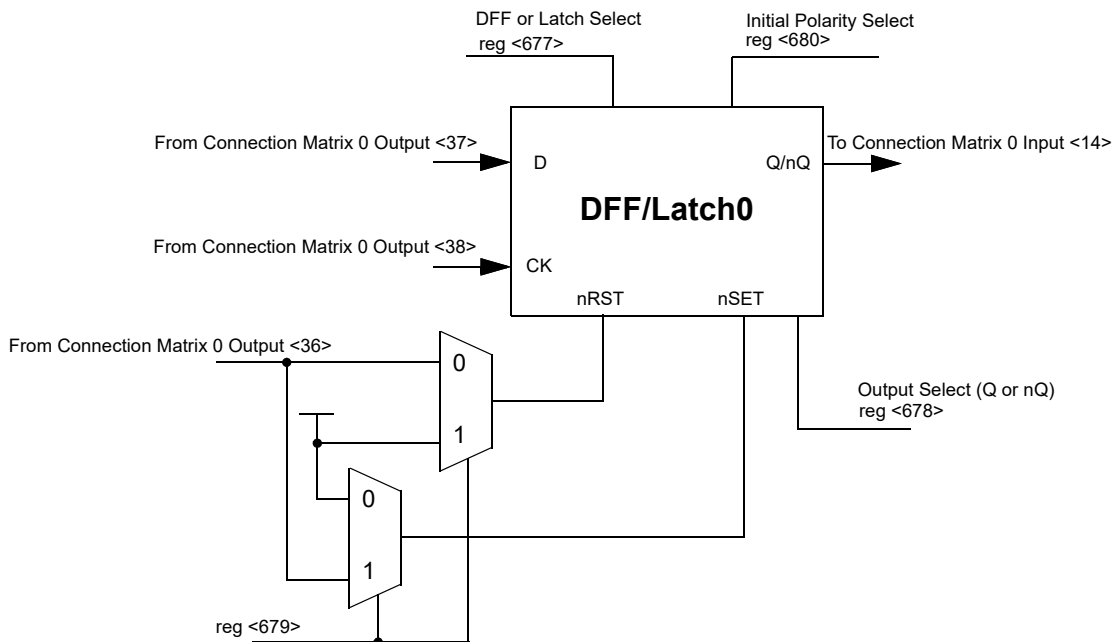 DFF or Latch Select
reg <677>
Initial Polarity Select
reg <680>
From Connection Matrix 0 Output <37>
D
Q/nQ
To Connection Matrix 0 Input <14>
DFF/Latch0
From Connection Matrix 0 Output <38>
CK
nRST
nSET
From Connection Matrix 0 Output <36>
0
1
Output Select (Q or nQ)
reg <678>
0
1
reg <679>